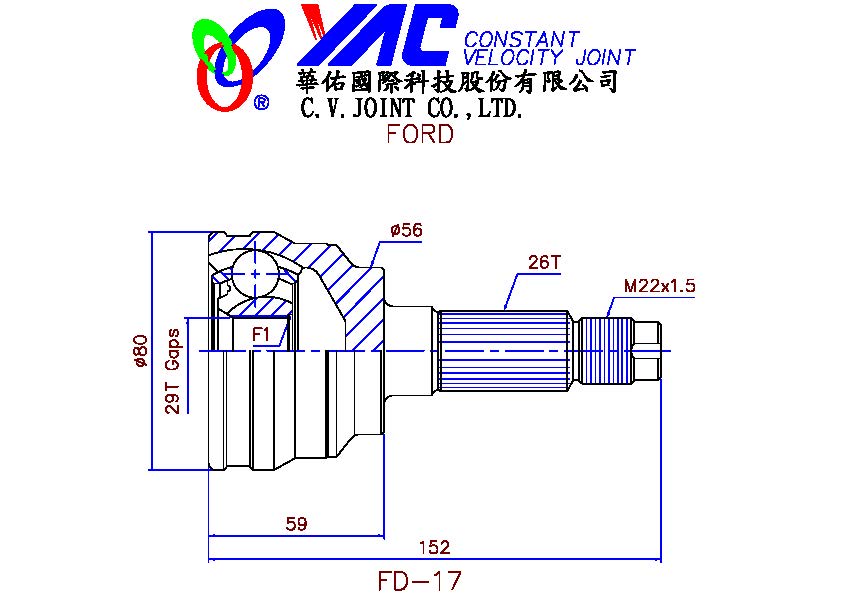 YAC CONSTANT
VELOCITY JOINT
華佑國際科技股份有限公司
®
C.V.JOINT CO.,LTD.
FORD
ø56
26T
M22x1.5
F1
ø80
29T Gaps
59
152
FD-17